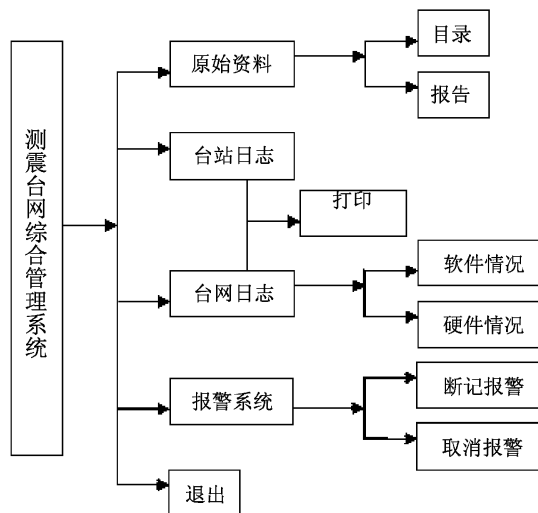 测震台网综合管理系统
原始资料
目录
报告
台站日志
打印
台网日志
软件情况
硬件情况
报警系统
断记报警
取消报警
退出